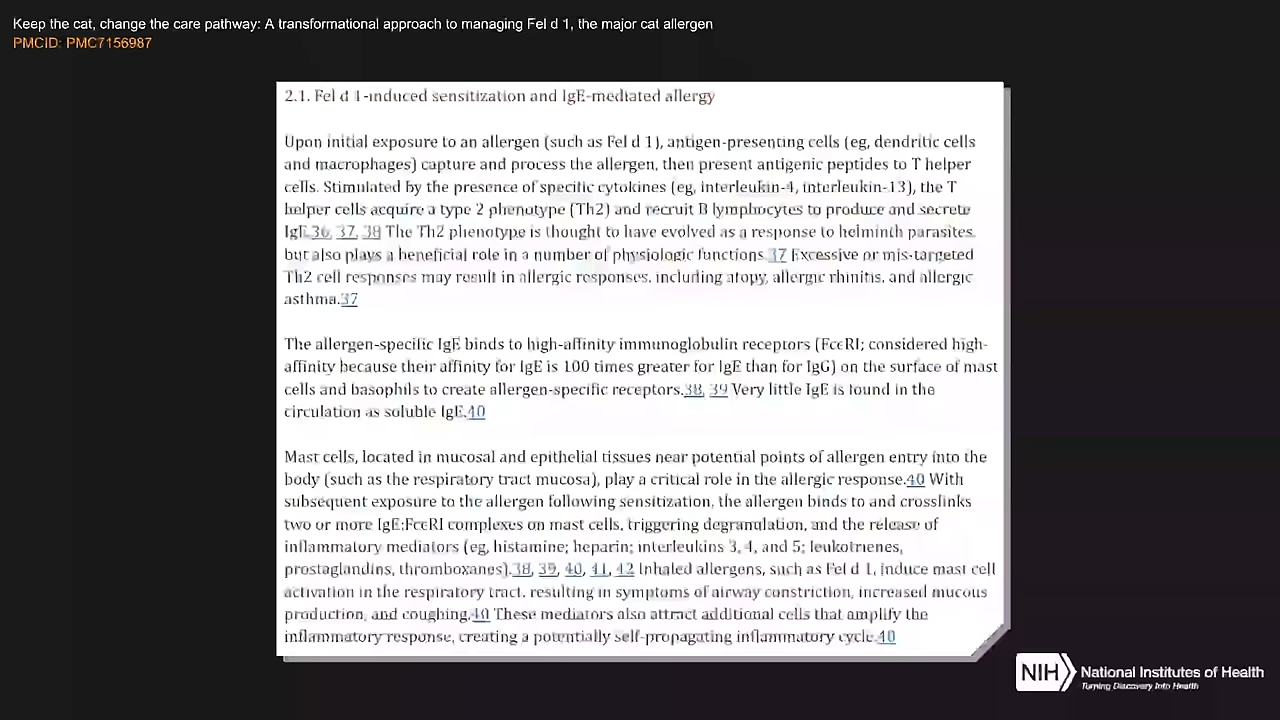 Keep the cat, change the care pathway: A transformational approach to managing Fel d 1, the major cat allergen
PMCID: PMC7156987
2.1. Fel d 1-induced sensitization and IgE-mediated allergy
Upon initial exposure to an allergen (such as Fel d 1), antigen-presenting cells (eg, dendritic cells
and macrophages) capture and process the allergen, then present antigenic peptides to T helper
cells. Stimulated by the presence of specific cytokines (eg, interleukin-4, interleukin-13), the T
helper cells acquire a type 2 phenotype (Th2) and recruit B lymphocytes to produce and secrete
IgE.36, 37, 38 The Th2 phenotype is thought to have evolved as a response to helminth parasites,
but also plays a beneficial role in a number of physiologic functions.37 Excessive or mis-targeted
Th2 cell responses may result in allergic responses, including atopy, allergic rhinitis, and allergic
asthma.37
The allergen-specific IgE binds to high-affinity immunoglobulin receptors (FcεRI; considered high-
affinity because their affinity for IgE is 100 times greater for IgE than for IgG) on the surface of mast
cells and basophils to create allergen-specific receptors.38, 39 Very little IgE is found in the
circulation as soluble IgE.40
Mast cells, located in mucosal and epithelial tissues near potential points of allergen entry into the
body (such as the respiratory tract mucosa), play a critical role in the allergic response.40 With
subsequent exposure to the allergen following sensitization, the allergen binds to and crosslinks
two or more IgE:FcεRI complexes on mast cells, triggering degranulation, and the release of
inflammatory mediators (eg, histamine; heparin; interleukins 3, 4, and 5; leukotrienes,
prostaglandins, thromboxanes).38, 39, 40, 41, 42 Inhaled allergens, such as Fel d 1, induce mast cell
activation in the respiratory tract, resulting in symptoms of airway constriction, increased mucous
production, and coughing.40 These mediators also attract additional cells that amplify the
inflammatory response, creating a potentially self-propagating inflammatory cycle.40
NIH National Institutes of Health
Turning Discovery Into Health